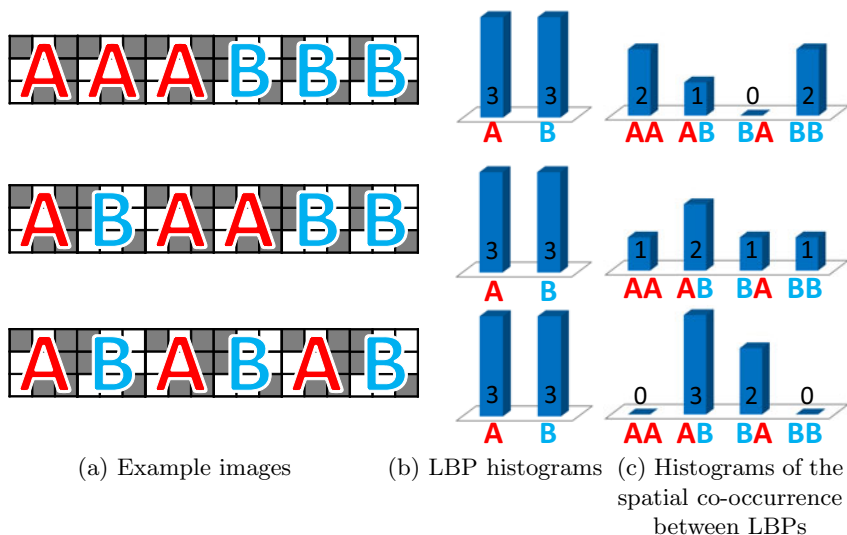 A A A B B B
3 3
A B
2 1 0 2
AA AB BA BB
A B A A B B
3 3
A B
1 2 1 1
AA AB BA BB
A B A B A B
3 3
A B
0 3 2 0
AA AB BA BB
(a) Example images
(b) LBP histograms
(c) Histograms of the
spatial co-occurrence
between LBPs